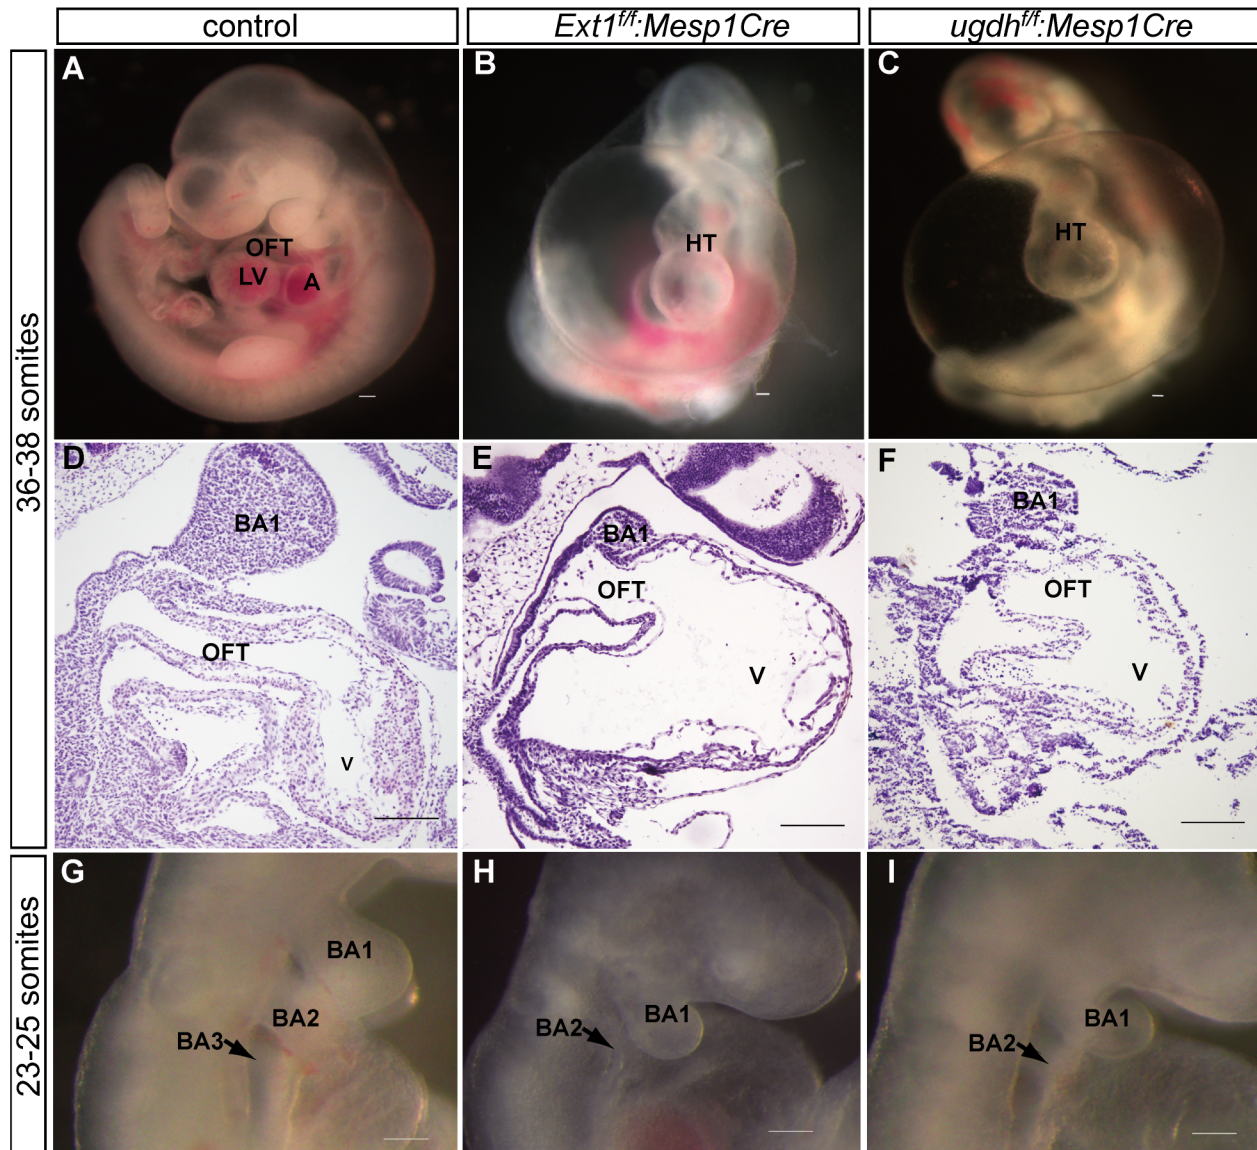 control
Ext1f/f:Mesp1Cre
ugdhf/f:Mesp1Cre
36-38 somites
A
OFT
LV
A
B
HT
C
HT
D
BA1
OFT
V
E
BA1
OFT
V
F
BA1
OFT
V
23-25 somites
G
BA1
BA2
BA3
H
BA1
BA2
I
BA1
BA2